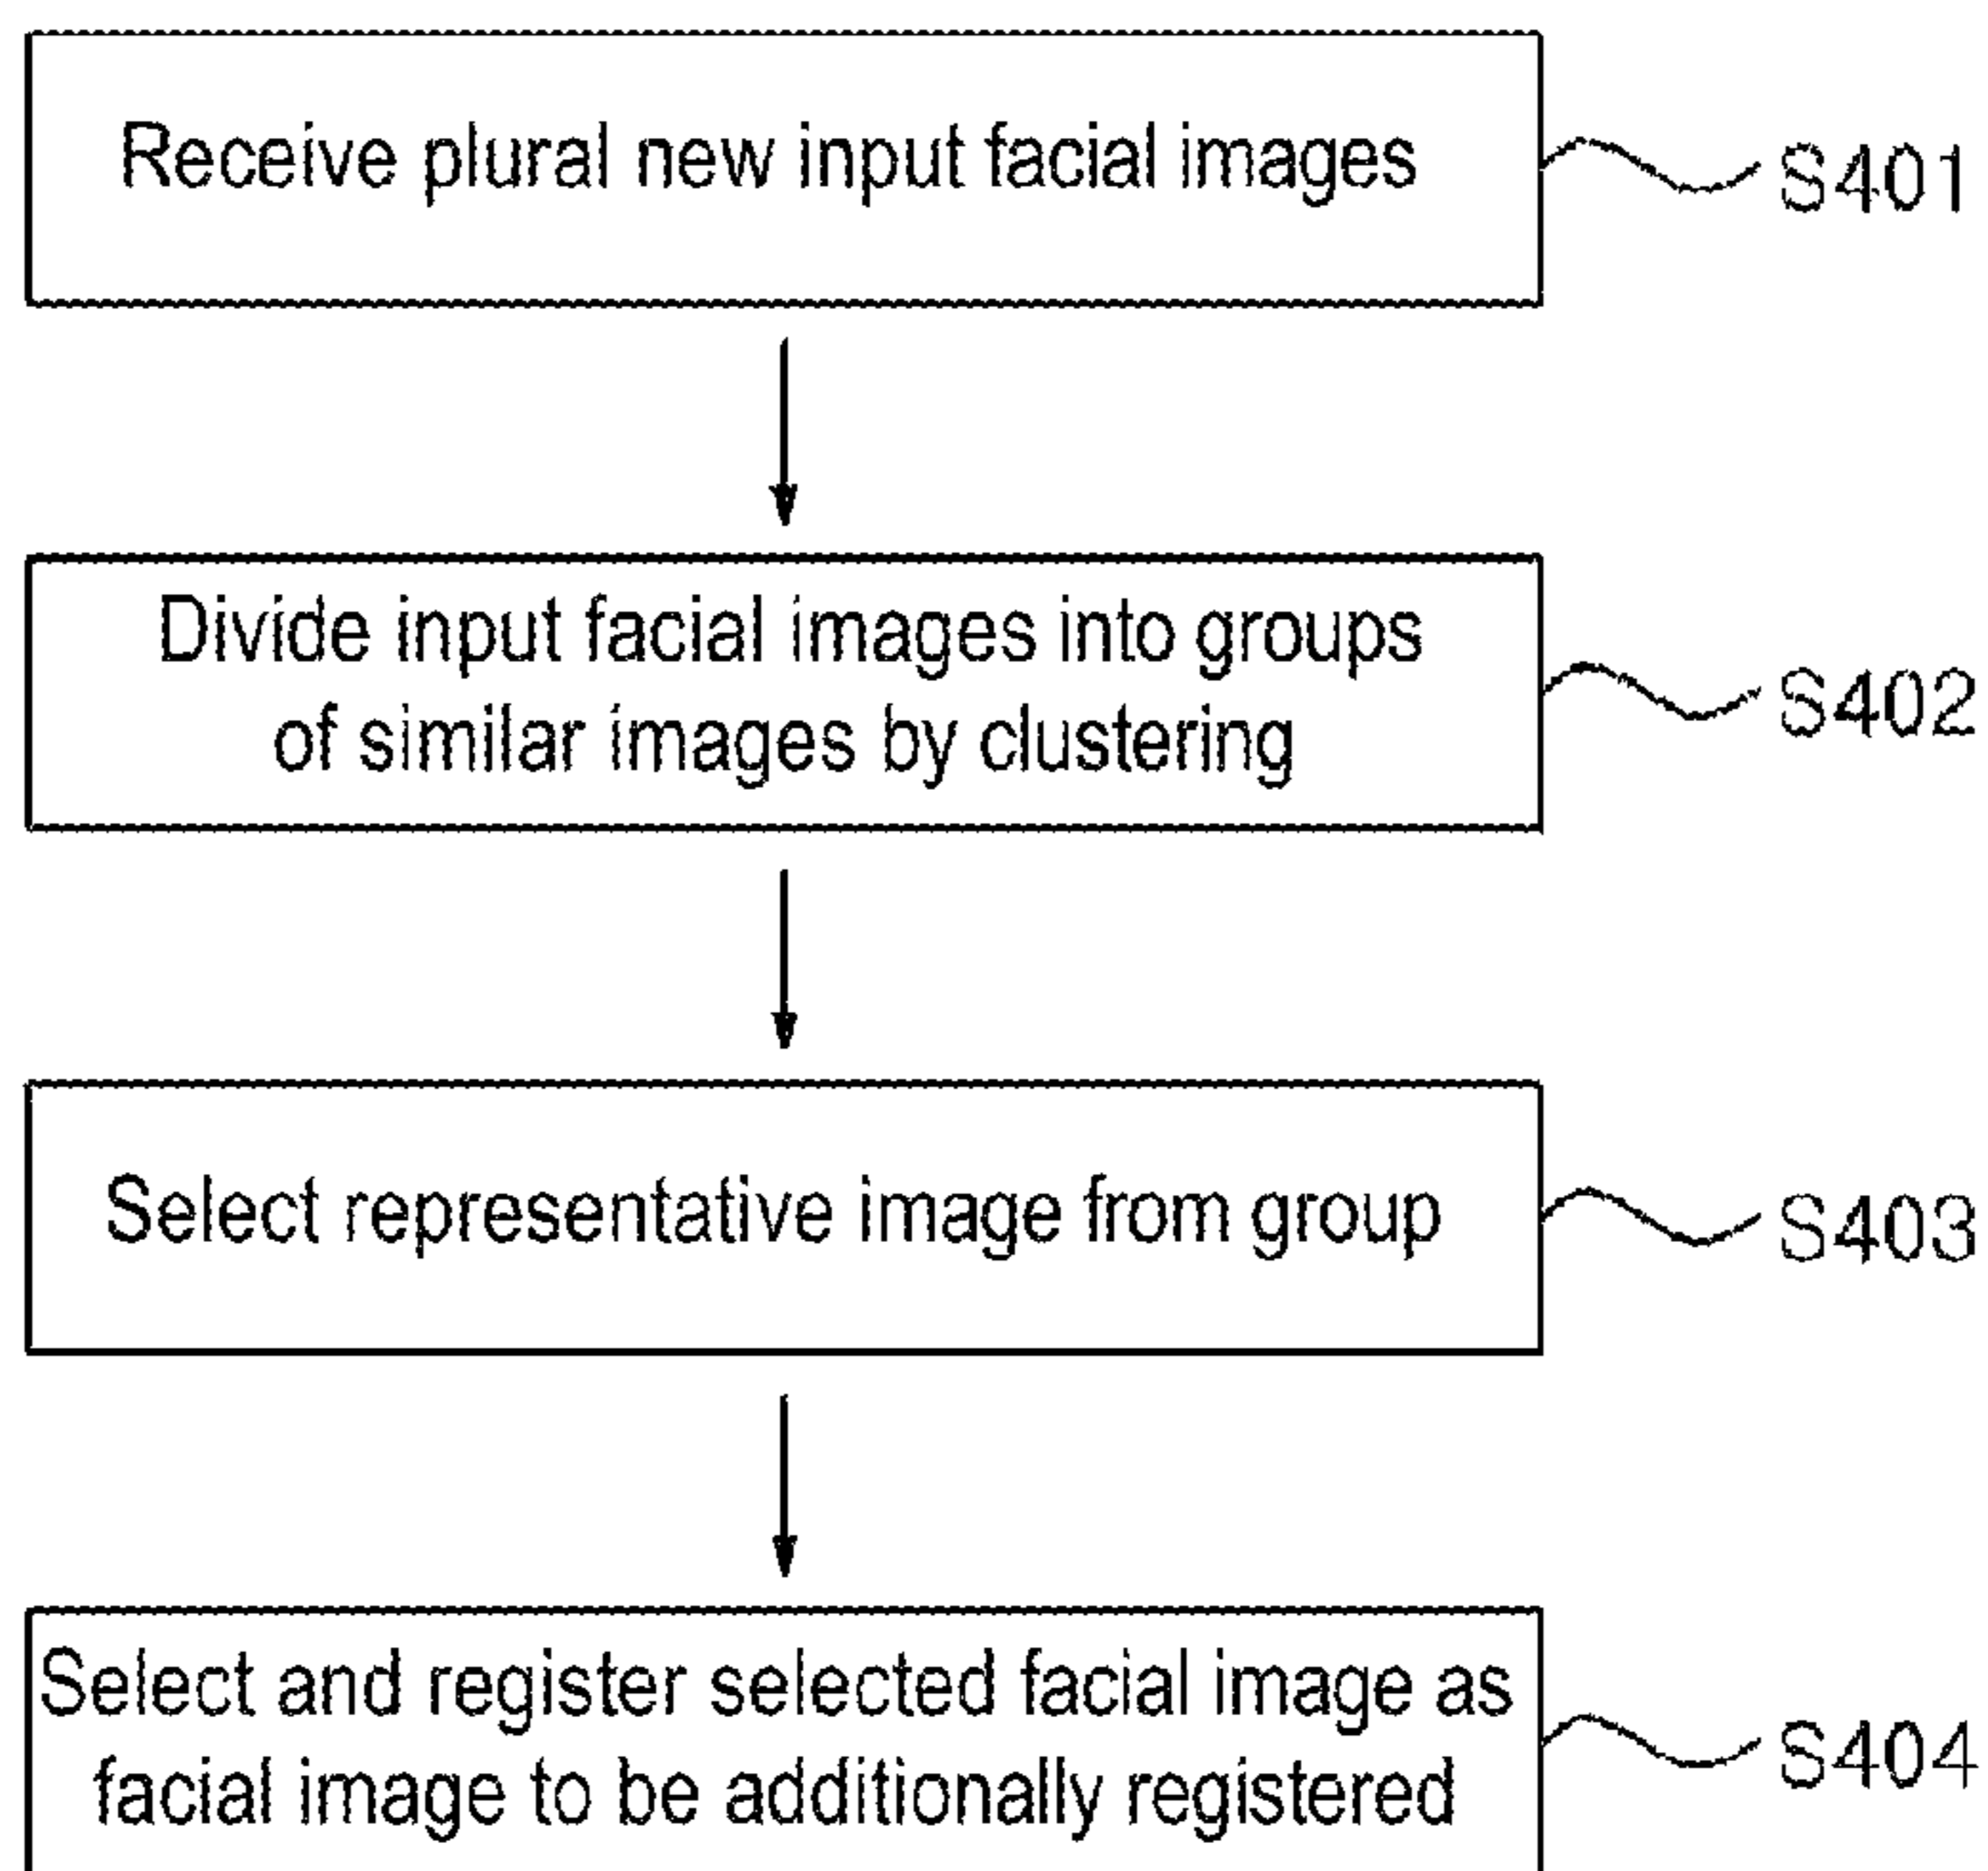 Receive plural new input facial images
S401
Divide input facial images into groups
of similar images by clustering
S402
Select representative image from group
S403
Select and register selected facial image as
facial image to be additionally registered
S404